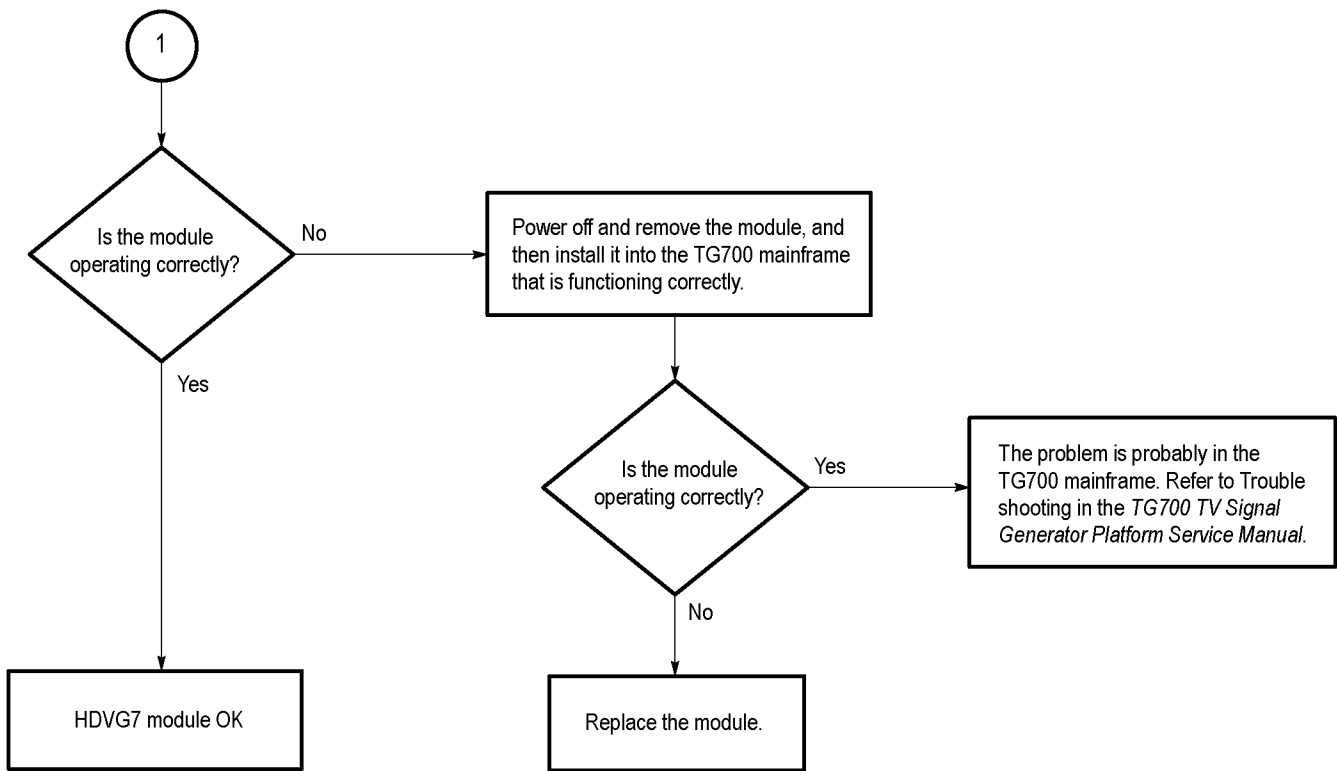 1
Is the module
operating correctly?
No
Power off and remove the module, and
then install it into the TG700 mainframe
that is functioning correctly.
Yes
Is the module
operating correctly?
Yes
The problem is probably in the
TG700 mainframe. Refer to Trouble
shooting in the TG700 TV Signal
Generator Platform Service Manual.
No
HDVG7 module OK
Replace the module.